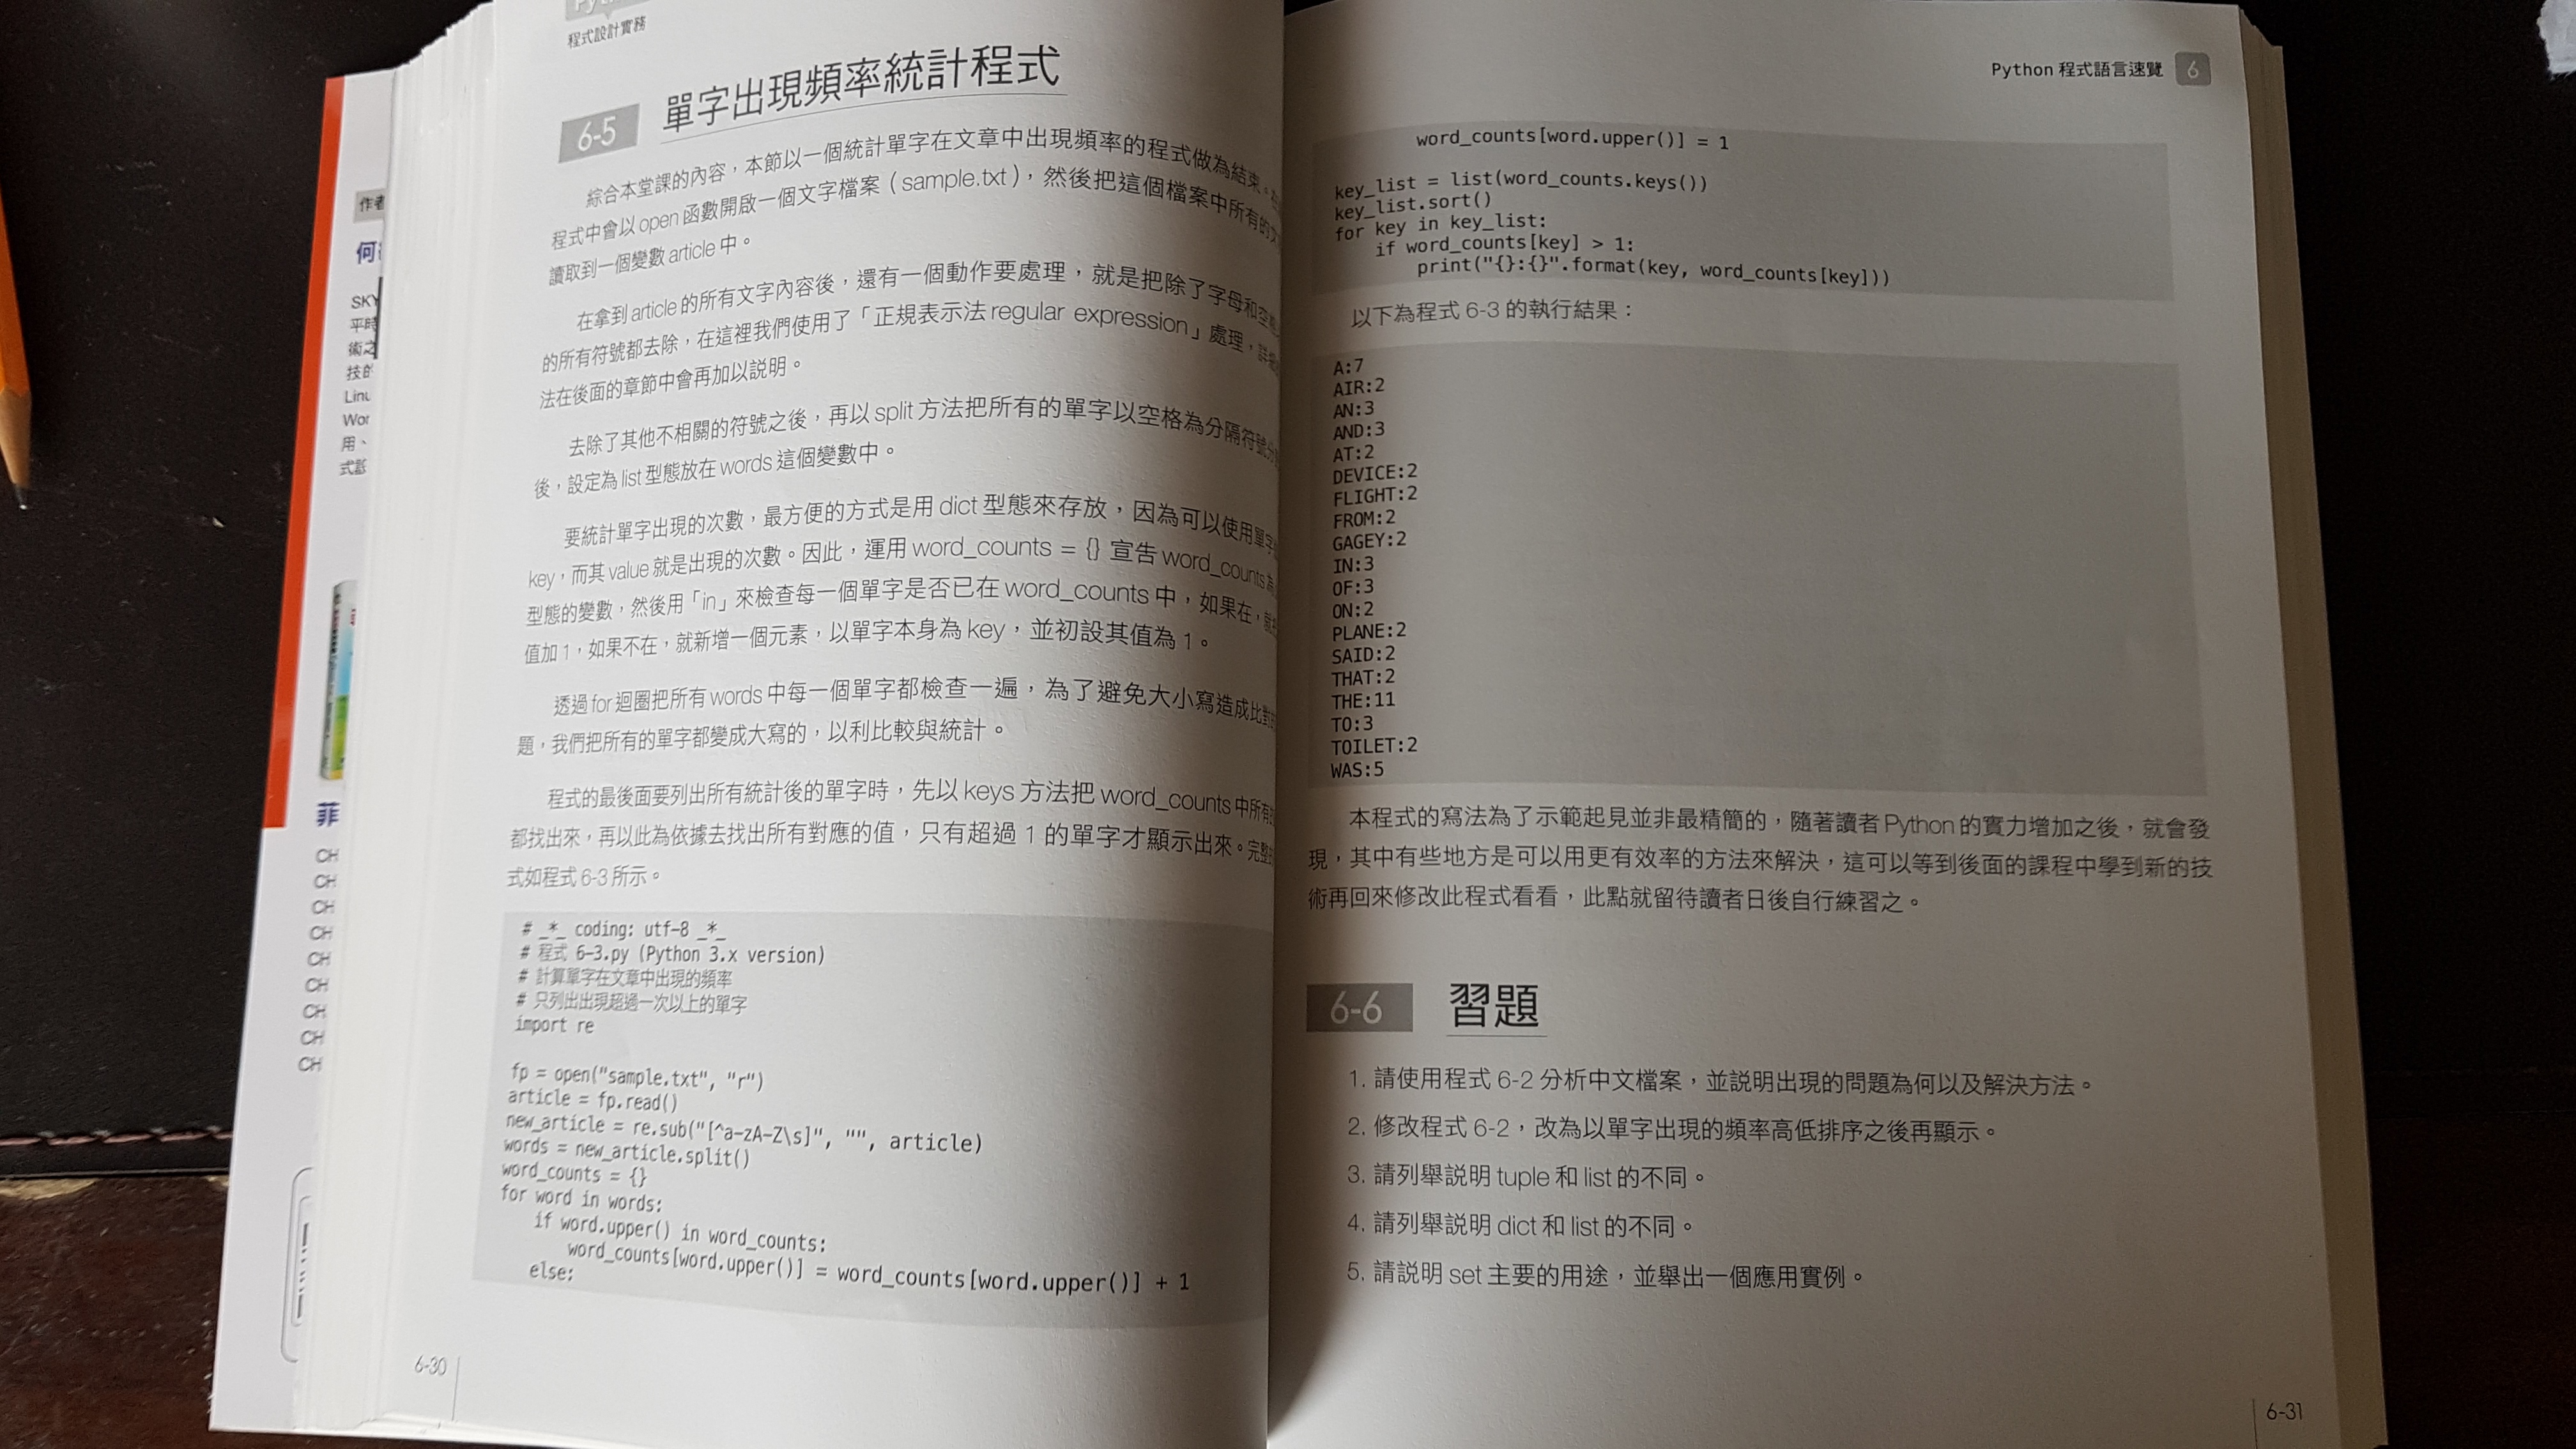 程式設計實務
6-5 單字出現頻率統計程式
綜合本堂課的內容，本節以一個統計單字在文章中出現頻率的程式做為結束。
程式中會以 open 函數開啟一個文字檔案（sample.txt），然後把這個檔案中所有的文
讀取到一個變數 article 中。
在拿到 article 的所有文字內容後，還有一個動作要處理，就是把除了字母和空
的所有符號都去除，在這裡我們使用了「正規表示法 regular expression」處理，詳
法在後面的章節中會再加以說明。
去除了其他不相關的符號之後，再以 split 方法把所有的單字以空格為分隔符號
後，設定為 list 型態放在 words 這個變數中。
要統計單字出現的次數，最方便的方式是用 dict 型態來存放，因為可以使用單字
key，而其 value 就是出現的次數。因此，運用 word_counts = {} 宣告 word_counts 為
型態的變數，然後用「in」來檢查每一個單字是否已在 word_counts 中，如果在，
值加 1，如果不在，就新增一個元素，以單字本身為 key，並初設其值為 1。
透過 for 迴圈把所有 words 中每一個單字都檢查一遍，為了避免大小寫造成比對
題，我們把所有的單字都變成大寫的，以利比較與統計。
程式的最後面要列出所有統計後的單字時，先以 keys 方法把 word_counts 中所有
都找出來，再以此為依據去找出所有對應的值，只有超過 1 的單字才顯示出來。完整
式如程式 6-3 所示。
# _*_ coding: utf-8 _*_
# 程式 6-3.py (Python 3.x version)
# 計算單字在文章中出現的頻率
# 只列出出現超過一次以上的單字
import re
fp = open("sample.txt", "r")
article = fp.read()
new_article = re.sub("[^a-zA-Z\s]", "", article)
words = new_article.split()
word_counts = {}
for word in words:
    if word.upper() in word_counts:
        word_counts[word.upper()] = word_counts[word.upper()] + 1
    else:
6-30
Python 程式語言速覽 6
        word_counts[word.upper()] = 1
key_list = list(word_counts.keys())
key_list.sort()
for key in key_list:
    if word_counts[key] > 1:
        print("{}:{}".format(key, word_counts[key]))
以下為程式 6-3 的執行結果：
A:7
AIR:2
AN:3
AND:3
AT:2
DEVICE:2
FLIGHT:2
FROM:2
GAGEY:2
IN:3
OF:3
ON:2
PLANE:2
SAID:2
THAT:2
THE:11
TO:3
TOILET:2
WAS:5
本程式的寫法為了示範起見並非最精簡的，隨著讀者 Python 的實力增加之後，就會發
現，其中有些地方是可以用更有效率的方法來解決，這可以等到後面的課程中學到新的技
術再回來修改此程式看看，此點就留待讀者日後自行練習之。
6-6 習題
1. 請使用程式 6-2 分析中文檔案，並說明出現的問題為何以及解決方法。
2. 修改程式 6-2，改為以單字出現的頻率高低排序之後再顯示。
3. 請列舉說明 tuple 和 list 的不同。
4. 請列舉說明 dict 和 list 的不同。
5. 請說明 set 主要的用途，並舉出一個應用實例。
6-31
作者
何
SKY
平時
術之
技的
Linu
Wor
用、
菲
CH
CH
CH
CH
CH
CH
CH
CH
CH